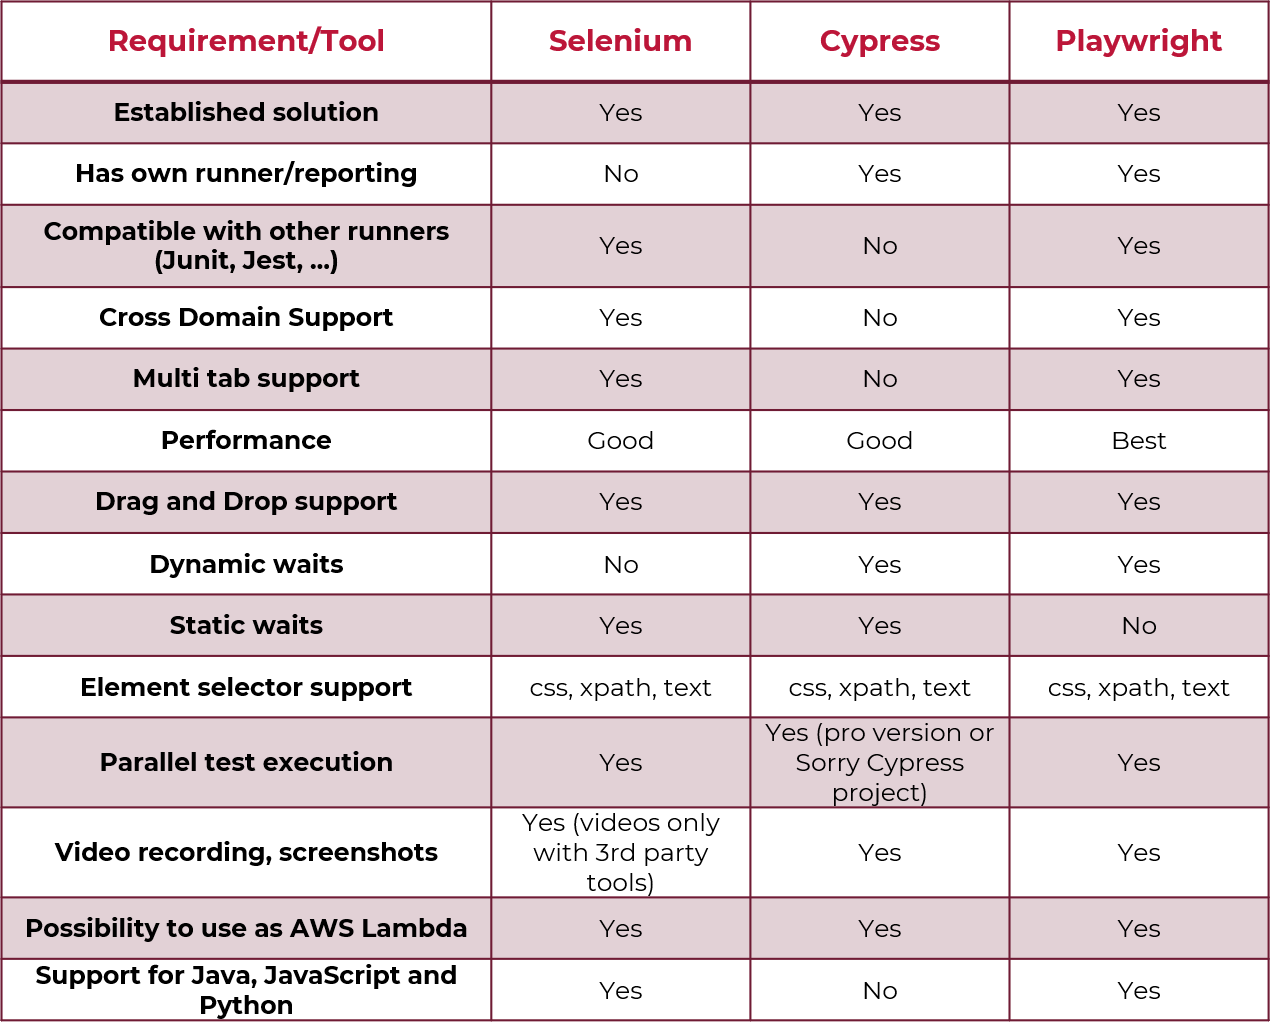 Requirement/Tool Selenium Cypress Playwright
Established solution Yes Yes Yes
Has own runner/reporting No Yes Yes
Compatible with other runners
(Junit, Jest, ...) Yes No Yes
Cross Domain Support Yes No Yes
Multi tab support Yes No Yes
Performance Good Good Best
Drag and Drop support Yes Yes Yes
Dynamic waits No Yes Yes
Static waits Yes Yes No
Element selector support css, xpath, text css, xpath, text css, xpath, text
Parallel test execution Yes Yes (pro version or
Sorry Cypress
project) Yes
Video recording, screenshots Yes (videos only
with 3rd party
tools) Yes Yes
Possibility to use as AWS Lambda Yes Yes Yes
Support for Java, JavaScript and
Python Yes No Yes